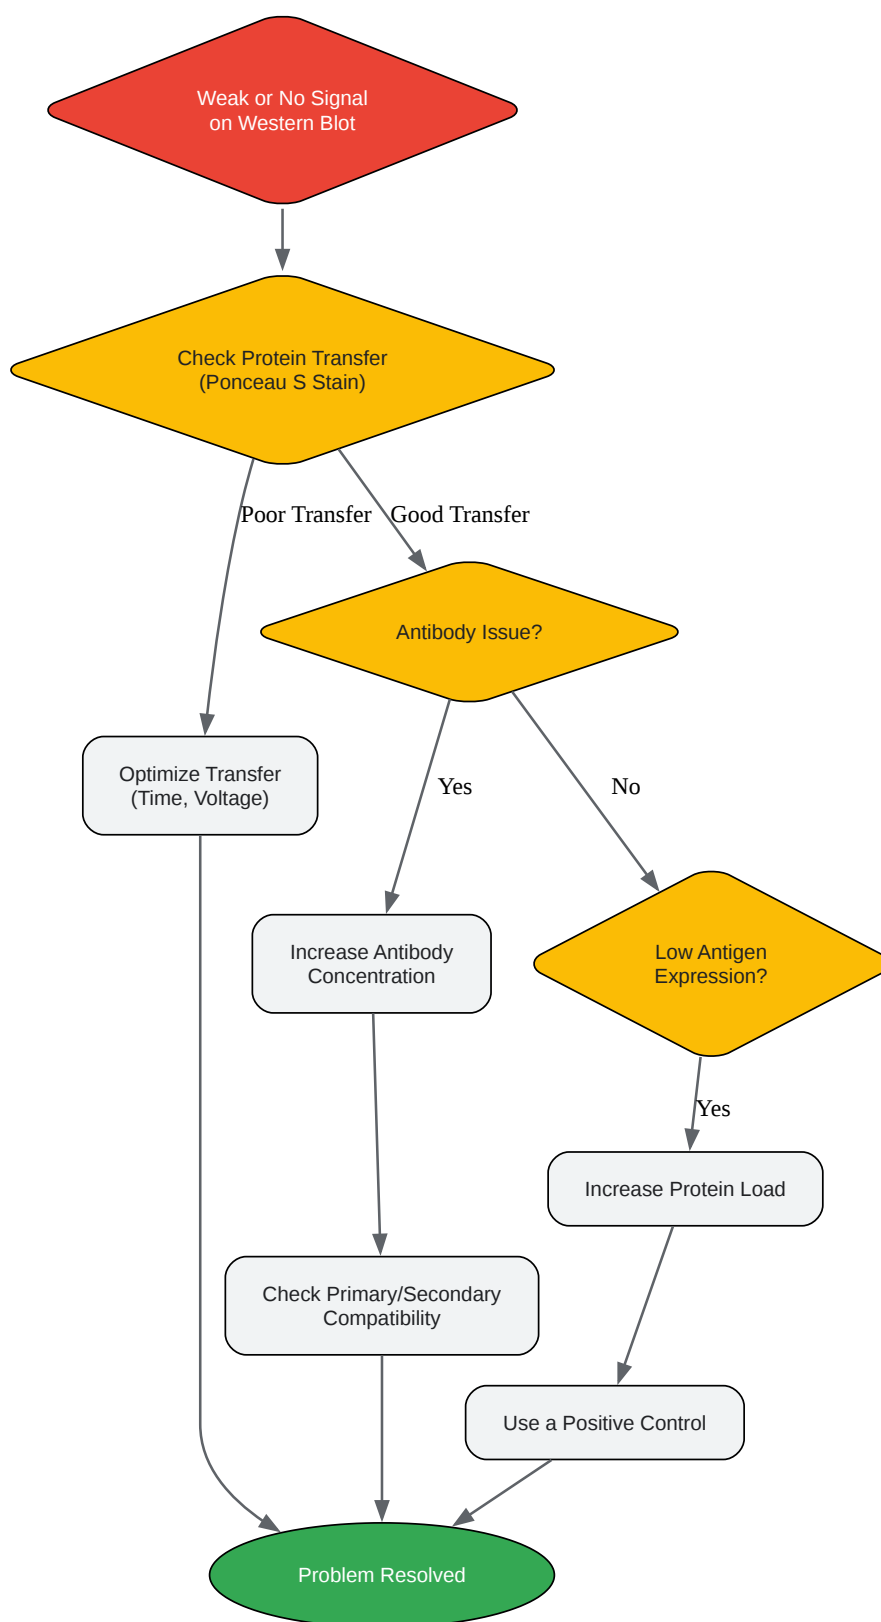 Weak or No Signal
on Western Blot
Check Protein Transfer
(Ponceau S Stain)
Poor Transfer
Good Transfer
Antibody Issue?
Optimize Transfer
(Time, Voltage)
Yes
No
Increase Antibody
Concentration
Low Antigen
Expression?
Yes
Increase Protein Load
Check Primary/Secondary
Compatibility
Use a Positive Control
Problem Resolved